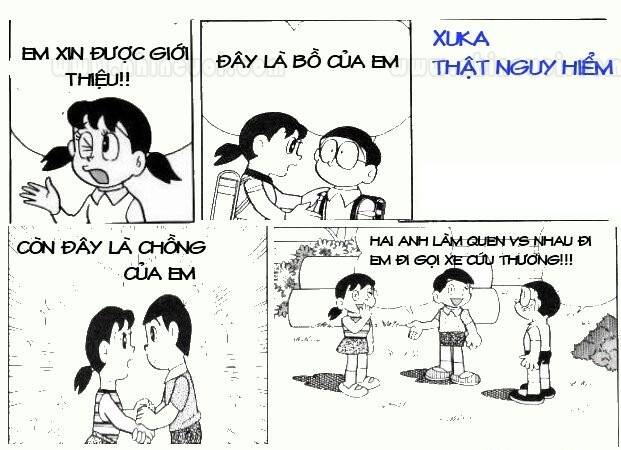 EM XIN ĐƯỢC GIỚI
THIỆU!!
ĐÂY LÀ BỒ CỦA EM
XUKA
THẬT NGUY HIỂM
CÒN ĐÂY LÀ CHỒNG
CỦA EM
HAI ANH LÀM QUEN VS NHAU ĐI
EM ĐI GỌI XE CỨU THƯƠNG!!!